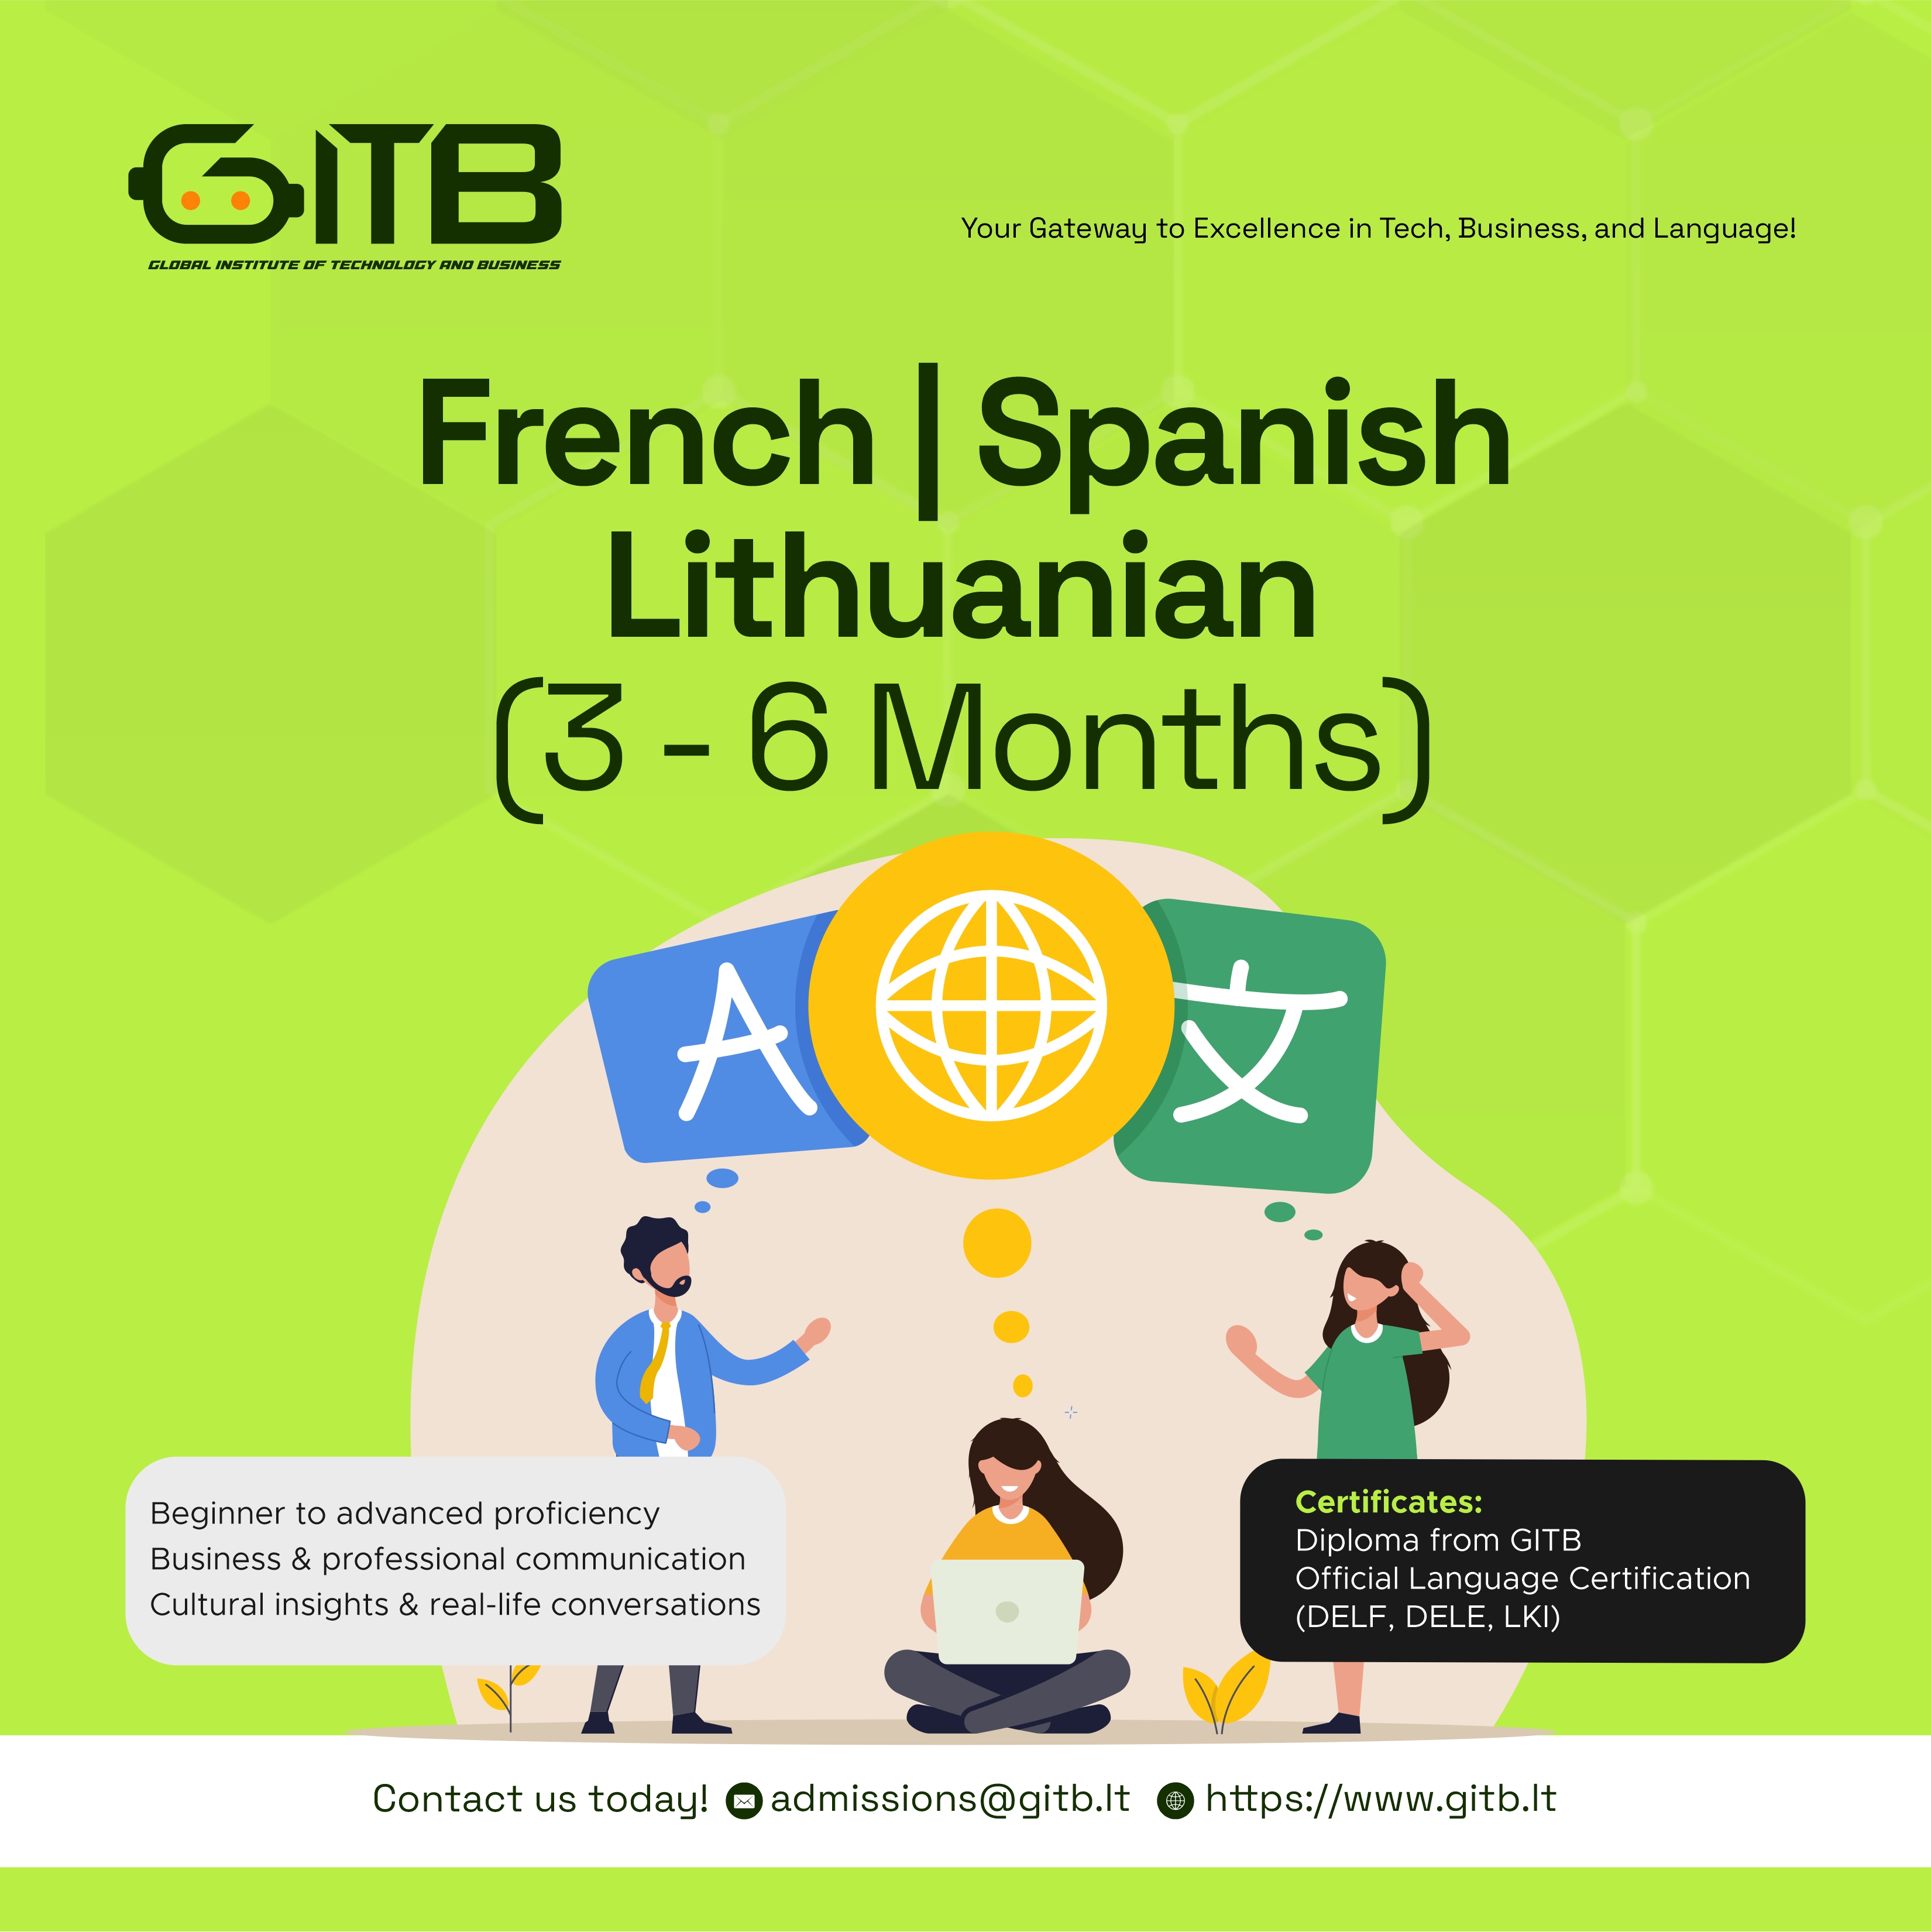 GITB
GLOBAL INSTITUTE OF TECHNOLOGY AND BUSINESS
Your Gateway to Excellence in Tech, Business, and Language!
French | Spanish
Lithuanian
(3 - 6 Months)
A
文
Beginner to advanced proficiency
Business & professional communication
Cultural insights & real-life conversations
Certificates:
Diploma from GITB
Official Language Certification
(DELF, DELE, LKI)
Contact us today! admissions@gitb.lt https://www.gitb.lt